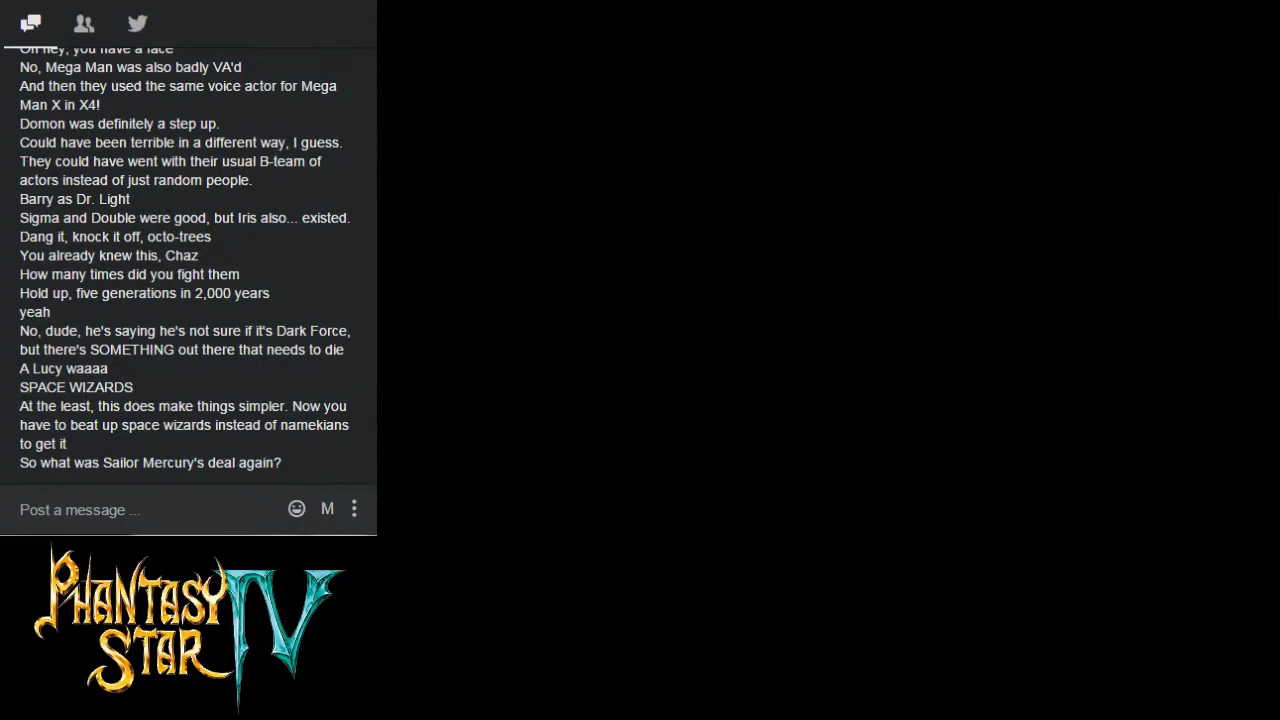 Oh hey, you have a face
No, Mega Man was also badly VA'd
And then they used the same voice actor for Mega
Man X in X4!
Domon was definitely a step up.
Could have been terrible in a different way, I guess.
They could have went with their usual B-team of
actors instead of just random people.
Barry as Dr. Light
Sigma and Double were good, but Iris also... existed.
Dang it, knock it off, octo-trees
You already knew this, Chaz
How many times did you fight them
Hold up, five generations in 2,000 years
yeah
No, dude, he's saying he's not sure if it's Dark Force,
but there's SOMETHING out there that needs to die
A Lucy waaaa
SPACE WIZARDS
At the least, this does make things simpler. Now you
have to beat up space wizards instead of namekians
to get it
So what was Sailor Mercury's deal again?
Post a message ...
M
PHANTASY
STAR
IV